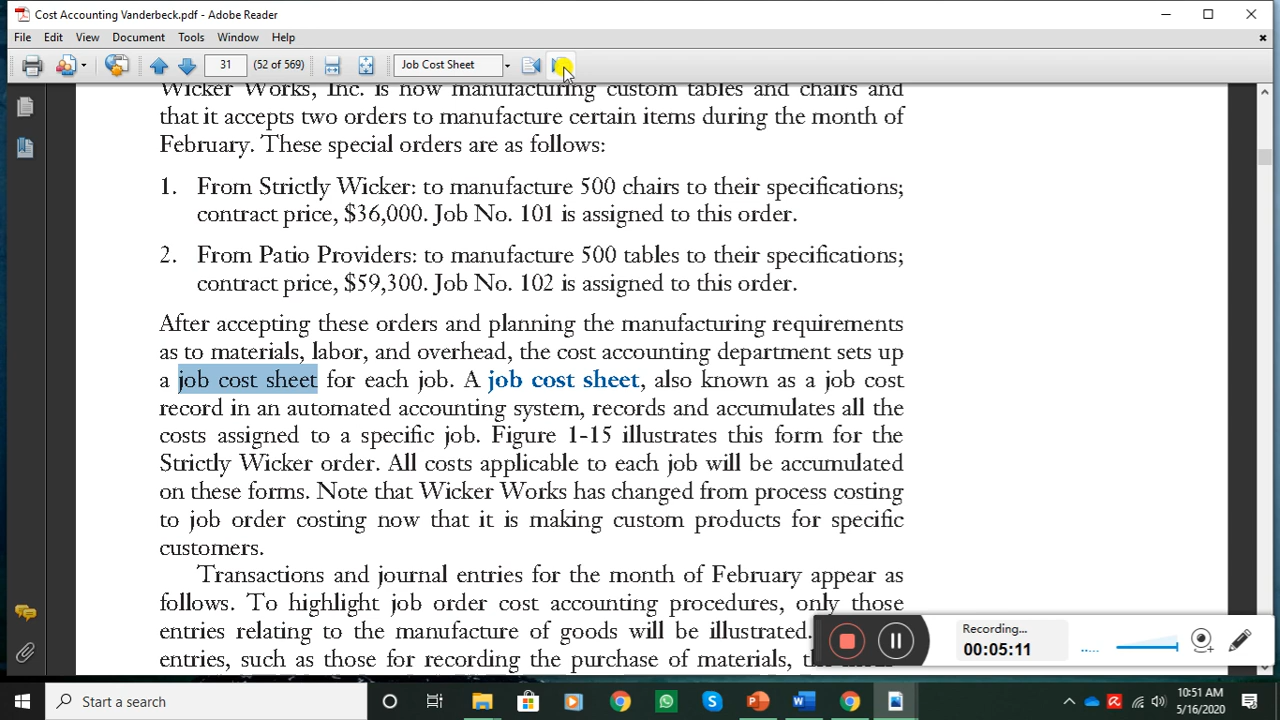 Cost Accounting Vanderbeck.pdf - Adobe Reader
File Edit View Document Tools Window Help
31 (52 of 569) Job Cost Sheet
Wicker Works, Inc. is now manufacturing custom tables and chairs and
that it accepts two orders to manufacture certain items during the month of
February. These special orders are as follows:
1. From Strictly Wicker: to manufacture 500 chairs to their specifications;
contract price, $36,000. Job No. 101 is assigned to this order.
2. From Patio Providers: to manufacture 500 tables to their specifications;
contract price, $59,300. Job No. 102 is assigned to this order.
After accepting these orders and planning the manufacturing requirements
as to materials, labor, and overhead, the cost accounting department sets up
a job cost sheet for each job. A job cost sheet, also known as a job cost
record in an automated accounting system, records and accumulates all the
costs assigned to a specific job. Figure 1-15 illustrates this form for the
Strictly Wicker order. All costs applicable to each job will be accumulated
on these forms. Note that Wicker Works has changed from process costing
to job order costing now that it is making custom products for specific
customers.
Transactions and journal entries for the month of February appear as
follows. To highlight job order cost accounting procedures, only those
entries relating to the manufacture of goods will be illustrated.
entries, such as those for recording the purchase of materials,
Recording...
00:05:11
Start a search
10:51 AM
5/16/2020